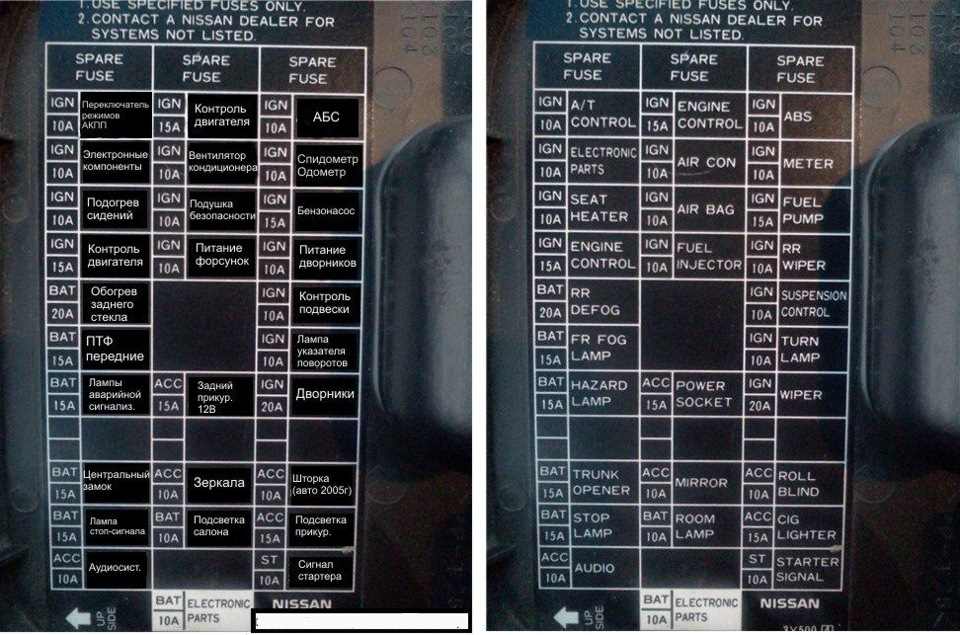 1. USE SPECIFIED FUSES ONLY.
2. CONTACT A NISSAN DEALER FOR
SYSTEMS NOT LISTED.
SPARE SPARE SPARE
FUSE FUSE FUSE
IGN Переключатель IGN Контроль IGN АБС
10A режимов 15A двигателя 10A
АКПП
IGN Электронные IGN Вентилятор IGN Спидометр
10A компоненты 10A кондиционера 10A Одометр
IGN Подогрев IGN Подушка IGN Бензонасос
10A сидений 10A безопасности 15A
IGN Контроль IGN Питание IGN Питание
15A двигателя 10A форсунок 10A дворников
BAT Обогрев IGN Контроль
20A заднего 10A подвески
стекла
BAT ПТФ IGN Лампа
15A передние 10A указателя
поворотов
BAT Лампы ACC Задний IGN Дворники
15A аварийной 15A прикур. 20A
сигнализ. 12В
BAT Центральный ACC Зеркала ACC Шторка
15A замок 10A 10A (авто 2005г)
BAT Лампа BAT Подсветка ACC Подсветка
15A стоп-сигнала 10A салона 15A прикур.
ACC Аудиосист. ST Сигнал
10A 10A стартера
UP SIDE BAT ELECTRONIC NISSAN
10A PARTS
1. USE SPECIFIED FUSES ONLY.
2. CONTACT A NISSAN DEALER FOR
SYSTEMS NOT LISTED.
SPARE SPARE SPARE
FUSE FUSE FUSE
IGN A/T IGN ENGINE IGN ABS
10A CONTROL 15A CONTROL 10A
IGN ELECTRONIC IGN AIR CON IGN METER
10A PARTS 10A 10A
IGN SEAT IGN AIR BAG IGN FUEL
10A HEATER 10A 15A PUMP
IGN ENGINE IGN FUEL IGN RR
15A CONTROL 10A INJECTOR 10A WIPER
BAT RR IGN SUSPENSION
20A DEFOG 10A CONTROL
BAT FR FOG IGN TURN
15A LAMP 10A LAMP
BAT HAZARD ACC POWER IGN WIPER
15A LAMP 15A SOCKET 20A
BAT TRUNK ACC MIRROR ACC ROLL
15A OPENER 10A 10A BLIND
BAT STOP BAT ROOM ACC CIG
15A LAMP 10A LAMP 15A LIGHTER
ACC AUDIO ST STARTER
10A 10A SIGNAL
UP SIDE BAT ELECTRONIC NISSAN
10A PARTS